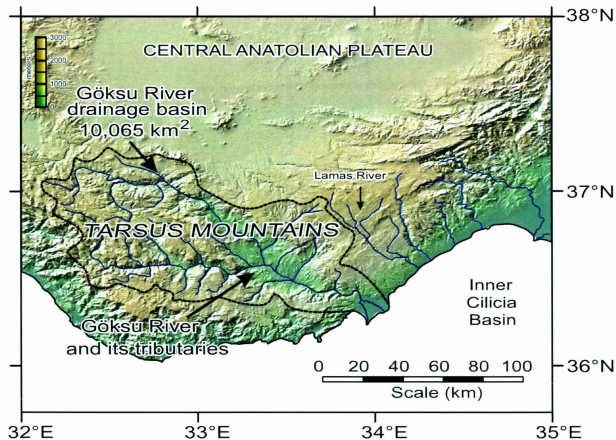 38°N
CENTRAL ANATOLIAN PLATEAU
3000
2000
1000
0
meters
Göksu River
drainage basin
10,065 km²
Lamas River
37°N
TARSUS MOUNTAINS
Inner
Cilicia
Basin
Göksu River
and its tributaries
36°N
0 20 40 60 80 100
Scale (km)
32°E 33°E 34°E 35°E